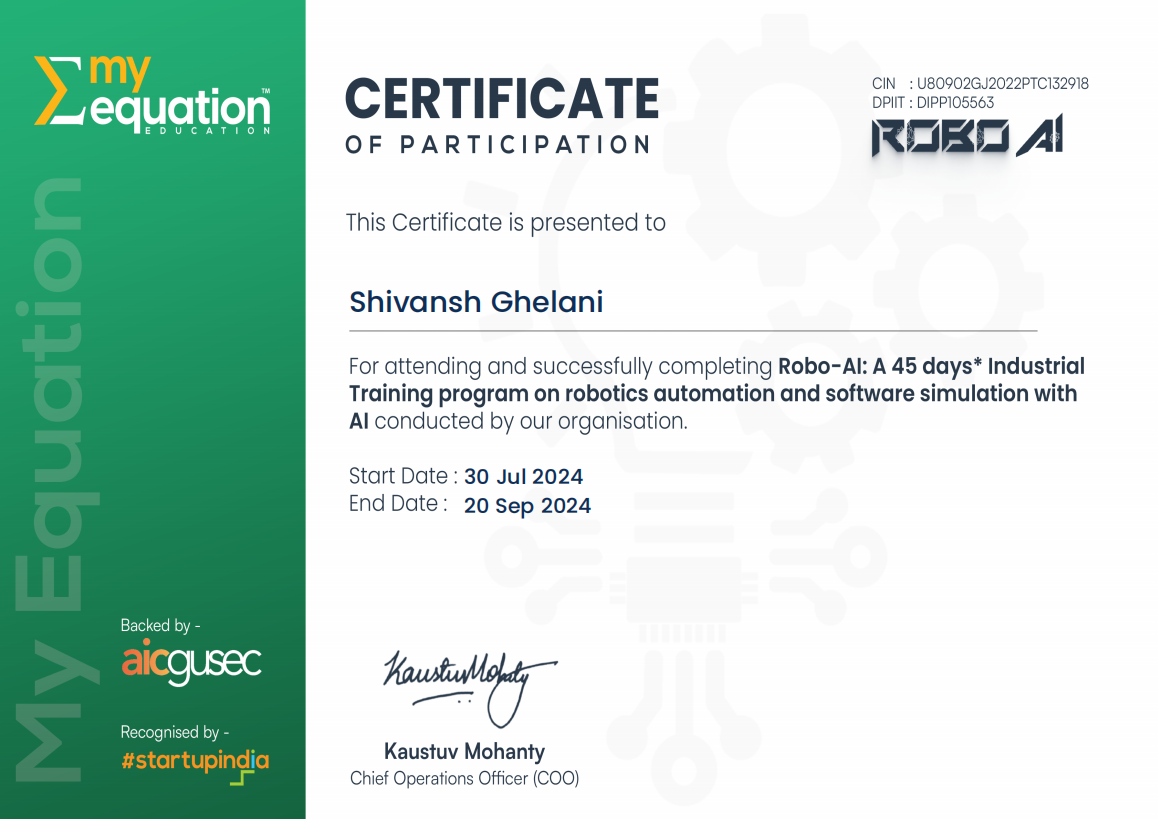 my
equation™
EDUCATION
My Equation
Backed by -
aicgusec
Recognised by -
#startupindia
CERTIFICATE
OF PARTICIPATION
CIN : U80902GJ2022PTC132918
DPIIT : DIPP105563
ROBO AI
This Certificate is presented to
Shivansh Ghelani
For attending and successfully completing Robo-AI: A 45 days* Industrial
Training program on robotics automation and software simulation with
AI conducted by our organisation.
Start Date : 30 Jul 2024
End Date : 20 Sep 2024
Kaustuv Mohanty
Kaustuv Mohanty
Chief Operations Officer (COO)